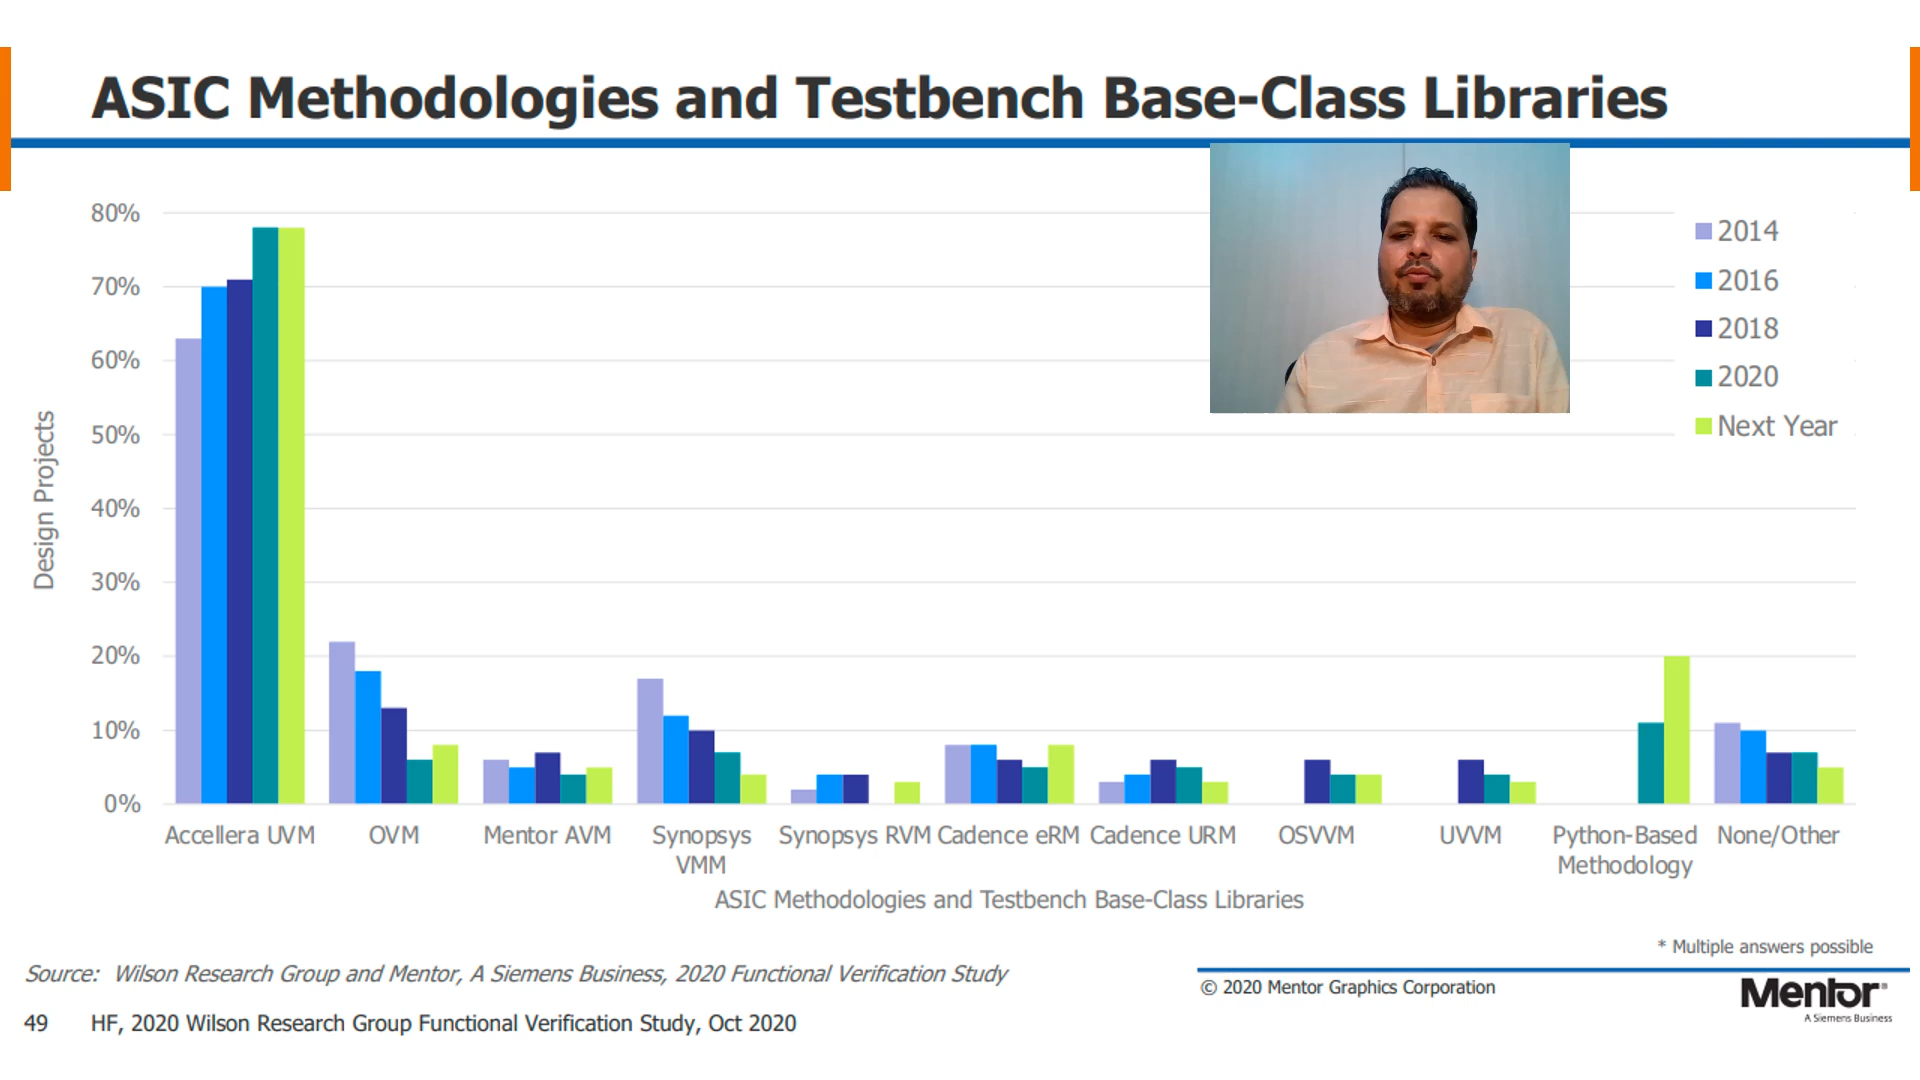 ASIC Methodologies and Testbench Base-Class Libraries
80%
70%
60%
50%
40%
30%
20%
10%
0%
Design Projects
2014
2016
2018
2020
Next Year
Accellera UVM
OVM
Mentor AVM
Synopsys
VMM
Synopsys RVM
Cadence eRM
Cadence URM
OSVVM
UVVM
Python-Based
Methodology
None/Other
ASIC Methodologies and Testbench Base-Class Libraries
* Multiple answers possible
Source: Wilson Research Group and Mentor, A Siemens Business, 2020 Functional Verification Study
© 2020 Mentor Graphics Corporation
Mentor®
A Siemens Business
49 HF, 2020 Wilson Research Group Functional Verification Study, Oct 2020